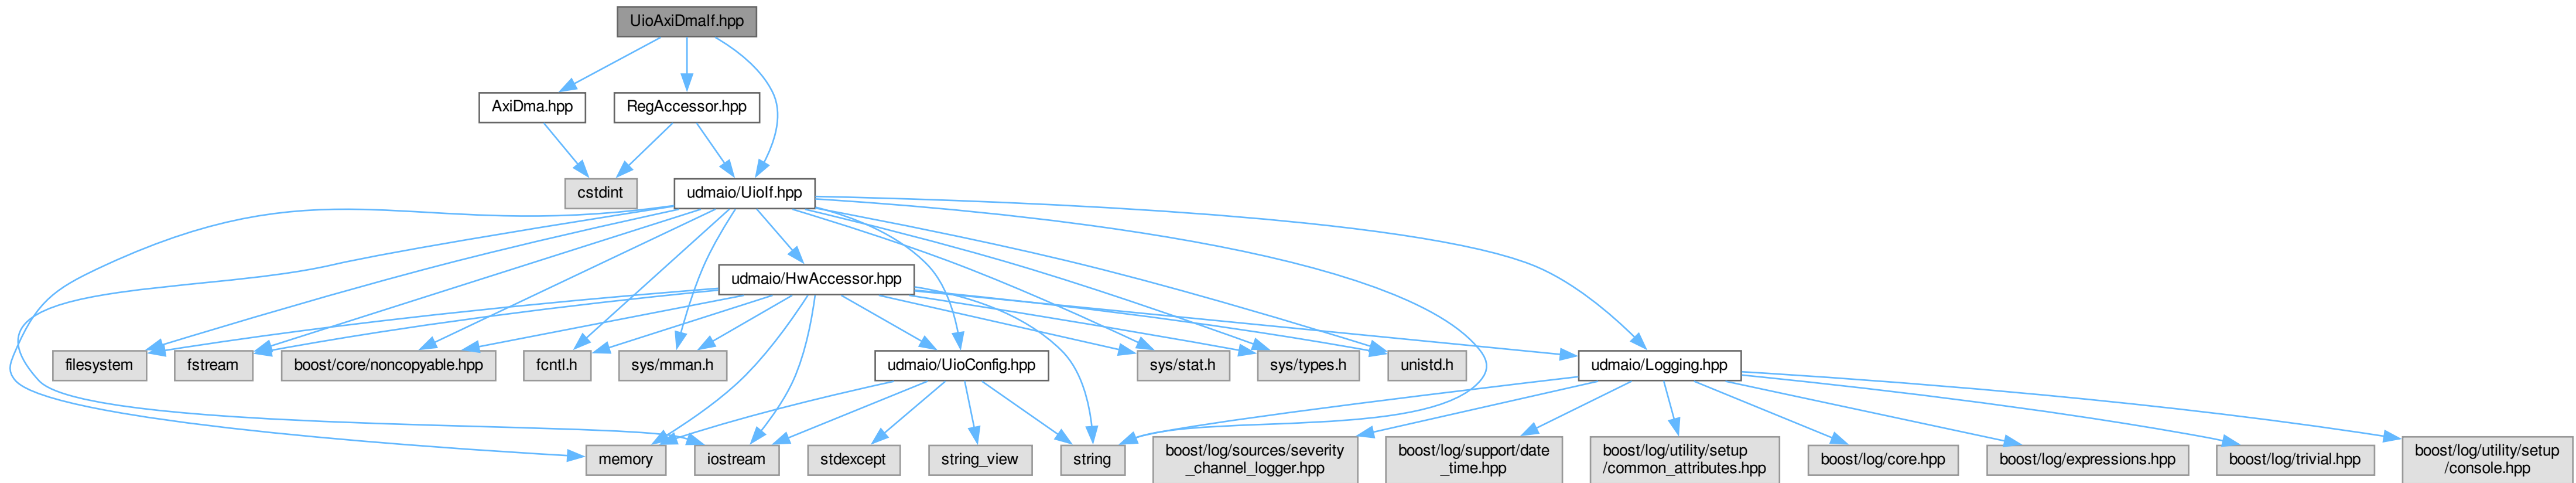 UioAxiDmaIf.hpp
AxiDma.hpp
RegAccessor.hpp
cstdint
udmaio/UioIf.hpp
udmaio/HwAccessor.hpp
filesystem
fstream
boost/core/noncopyable.hpp
fcntl.h
sys/mman.h
udmaio/UioConfig.hpp
sys/stat.h
sys/types.h
unistd.h
udmaio/Logging.hpp
memory
iostream
stdexcept
string_view
string
boost/log/sources/severity
_channel_logger.hpp
boost/log/support/date
_time.hpp
boost/log/utility/setup
/common_attributes.hpp
boost/log/core.hpp
boost/log/expressions.hpp
boost/log/trivial.hpp
boost/log/utility/setup
/console.hpp